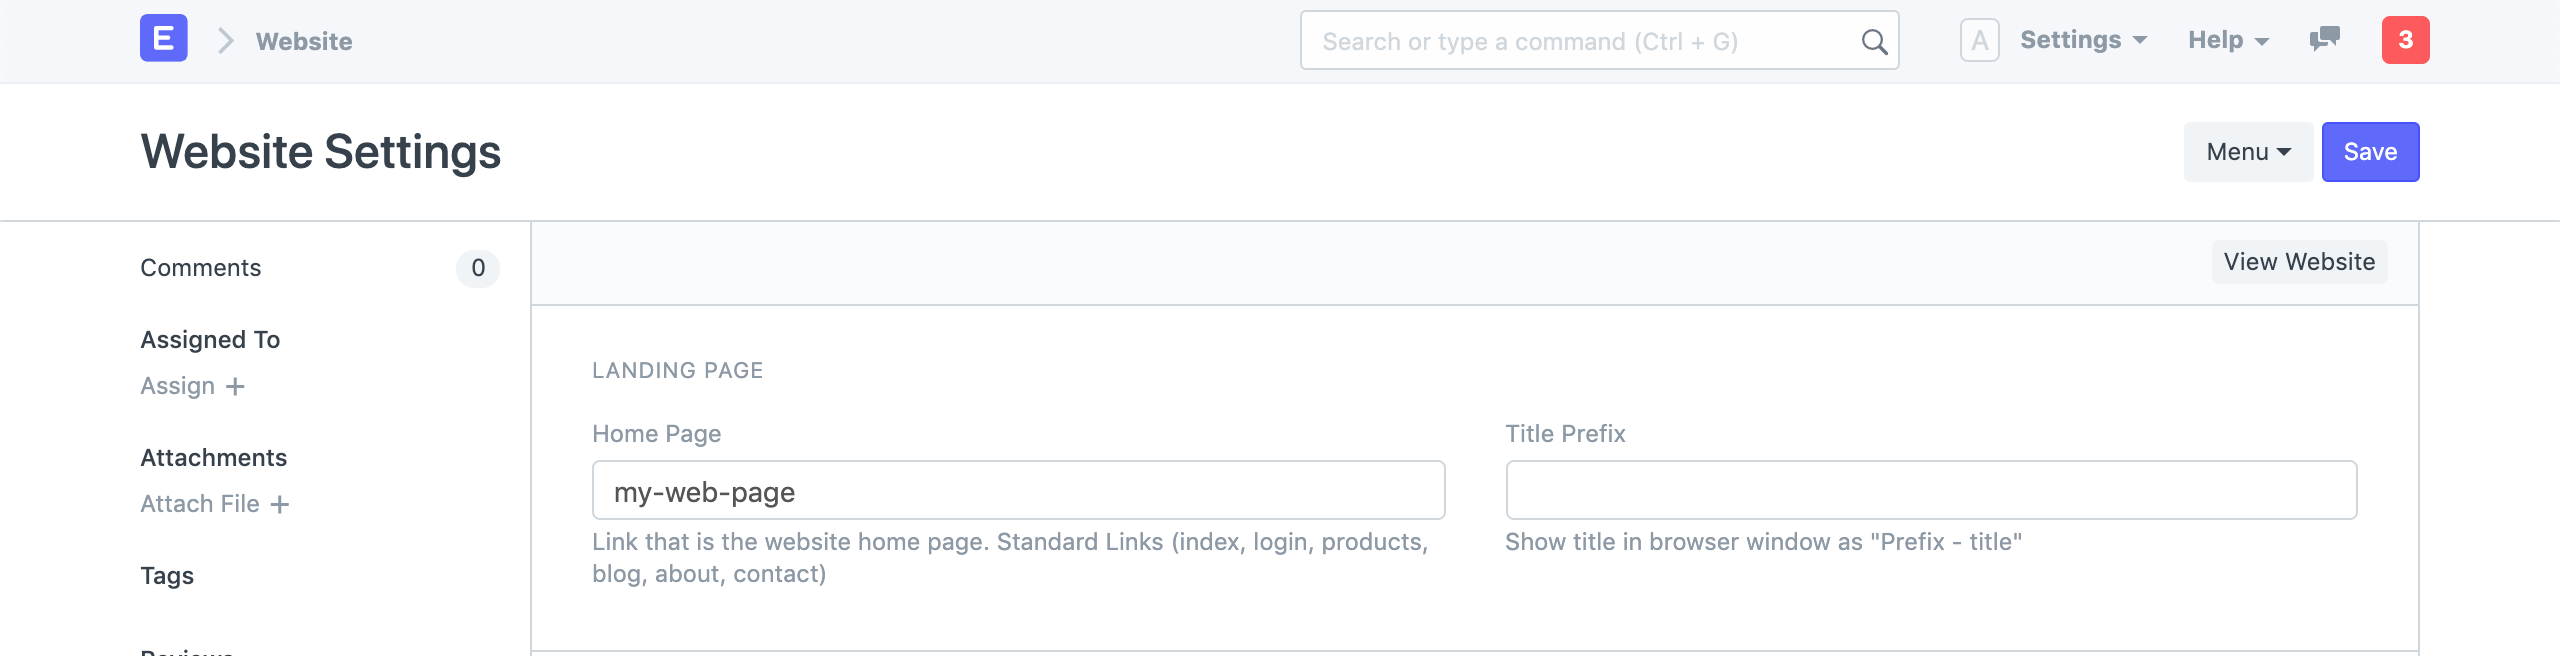 E
Website
Search or type a command (Ctrl + G)
A
Settings
Help
3
Website Settings
Menu
Save
Comments
0
View Website
Assigned To
Assign +
LANDING PAGE
Home Page
Title Prefix
Attachments
my-web-page
Attach File +
Link that is the website home page. Standard Links (index, login, products,
blog, about, contact)
Show title in browser window as "Prefix - title"
Tags
Reviews